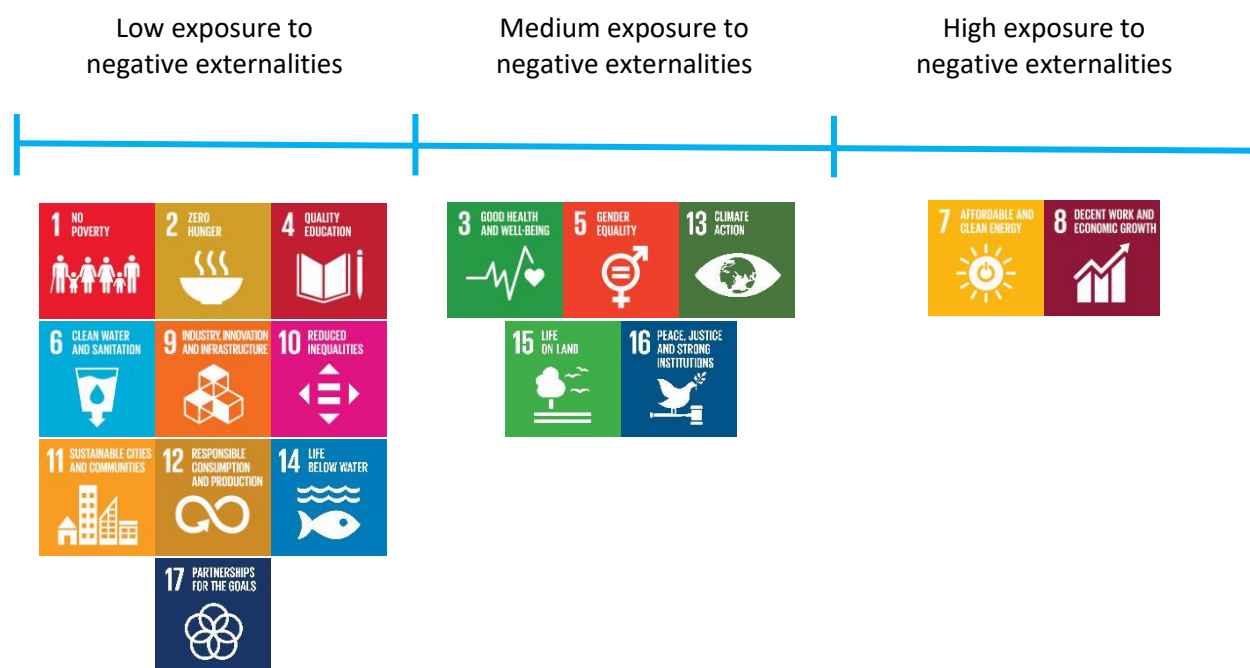 Low exposure to
negative externalities
Medium exposure to
negative externalities
High exposure to
negative externalities
1 NO
POVERTY
2 ZERO
HUNGER
4 QUALITY
EDUCATION
6 CLEAN WATER
AND SANITATION
9 INDUSTRY, INNOVATION
AND INFRASTRUCTURE
10 REDUCED
INEQUALITIES
11 SUSTAINABLE CITIES
AND COMMUNITIES
12 RESPONSIBLE
CONSUMPTION
AND PRODUCTION
14 LIFE
BELOW WATER
17 PARTNERSHIPS
FOR THE GOALS
3 GOOD HEALTH
AND WELL-BEING
5 GENDER
EQUALITY
13 CLIMATE
ACTION
15 LIFE
ON LAND
16 PEACE, JUSTICE
AND STRONG
INSTITUTIONS
7 AFFORDABLE AND
CLEAN ENERGY
8 DECENT WORK AND
ECONOMIC GROWTH